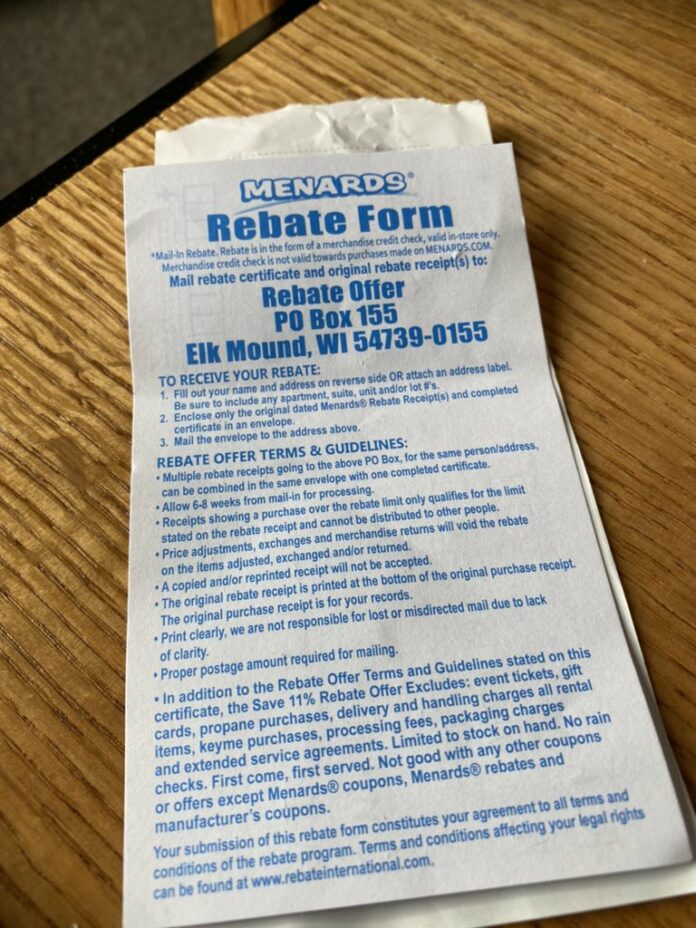 MENARDS®
Rebate Form
*Mail-In Rebate. Rebate is in the form of a merchandise credit check, valid in-store only.
Merchandise credit check is not valid towards purchases made on MENARDS.COM.
Mail rebate certificate and original rebate receipt(s) to:
Rebate Offer
PO Box 155
Elk Mound, WI 54739-0155
TO RECEIVE YOUR REBATE:
1. Fill out your name and address on reverse side OR attach an address label.
Be sure to include any apartment, suite, unit and/or lot #'s.
2. Enclose only the original dated Menards® Rebate Receipt(s) and completed
certificate in an envelope.
3. Mail the envelope to the address above.
REBATE OFFER TERMS & GUIDELINES:
• Multiple rebate receipts going to the above PO Box, for the same person/address,
can be combined in the same envelope with one completed certificate.
• Allow 6-8 weeks from mail-in for processing.
• Receipts showing a purchase over the rebate limit only qualifies for the limit
stated on the rebate receipt and cannot be distributed to other people.
• Price adjustments, exchanges and merchandise returns will void the rebate
on the items adjusted, exchanged and/or returned.
• A copied and/or reprinted receipt will not be accepted.
• The original rebate receipt is printed at the bottom of the original purchase receipt.
The original purchase receipt is for your records.
• Print clearly, we are not responsible for lost or misdirected mail due to lack
of clarity.
• Proper postage amount required for mailing.
• In addition to the Rebate Offer Terms and Guidelines stated on this
certificate, the Save 11% Rebate Offer Excludes: event tickets, gift
cards, propane purchases, delivery and handling charges all rental
items, keyme purchases, processing fees, packaging charges
and extended service agreements. Limited to stock on hand. No rain
checks. First come, first served. Not good with any other coupons
or offers except Menards® coupons, Menards® rebates and
manufacturer's coupons.
Your submission of this rebate form constitutes your agreement to all terms and
conditions of the rebate program. Terms and conditions affecting your legal rights
can be found at www.rebateinternational.com.